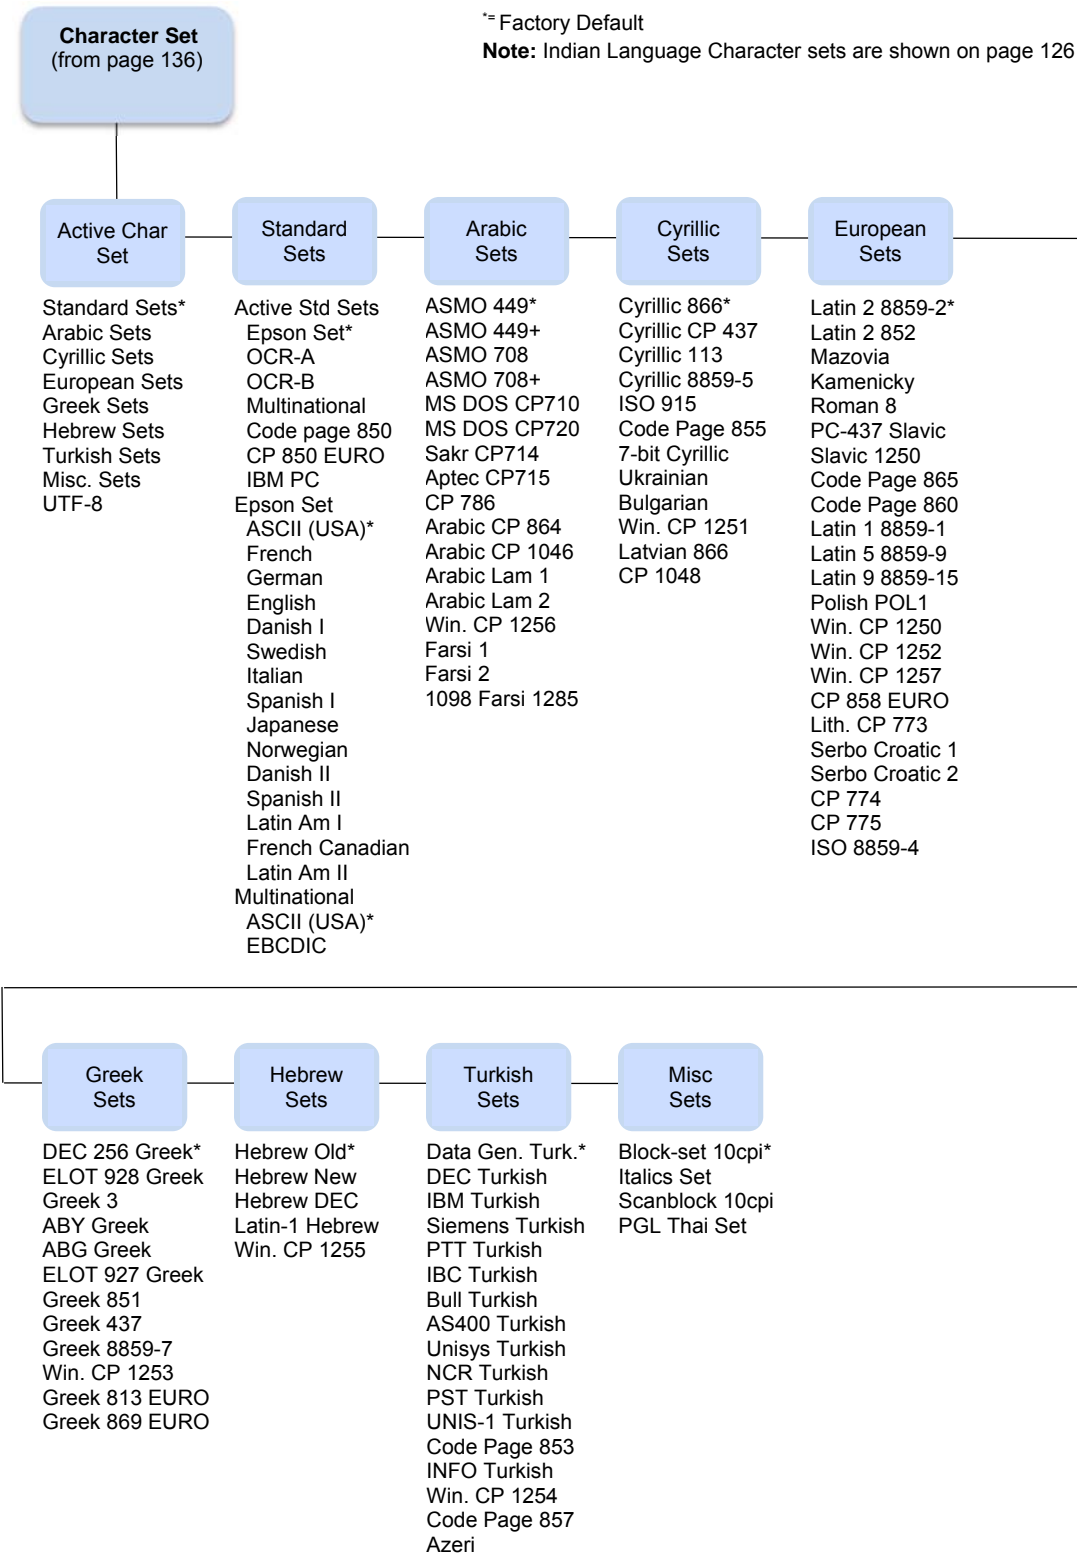 Character Set
(from page 136)
*= Factory Default
Note: Indian Language Character sets are shown on page 126
Active Char
Set
Standard Sets*
Arabic Sets
Cyrillic Sets
European Sets
Greek Sets
Hebrew Sets
Turkish Sets
Misc. Sets
UTF-8
Standard
Sets
Active Std Sets
Epson Set*
OCR-A
OCR-B
Multinational
Code page 850
CP 850 EURO
IBM PC
Epson Set
ASCII (USA)*
French
German
English
Danish I
Swedish
Italian
Spanish I
Japanese
Norwegian
Danish II
Spanish II
Latin Am I
French Canadian
Latin Am II
Multinational
ASCII (USA)*
EBCDIC
Arabic
Sets
ASMO 449*
ASMO 449+
ASMO 708
ASMO 708+
MS DOS CP710
MS DOS CP720
Sakr CP714
Aptec CP715
CP 786
Arabic CP 864
Arabic CP 1046
Arabic Lam 1
Arabic Lam 2
Win. CP 1256
Farsi 1
Farsi 2
1098 Farsi 1285
Cyrillic
Sets
Cyrillic 866*
Cyrillic CP 437
Cyrillic 113
Cyrillic 8859-5
ISO 915
Code Page 855
7-bit Cyrillic
Ukrainian
Bulgarian
Win. CP 1251
Latvian 866
CP 1048
European
Sets
Latin 2 8859-2*
Latin 2 852
Mazovia
Kamenicky
Roman 8
PC-437 Slavic
Slavic 1250
Code Page 865
Code Page 860
Latin 1 8859-1
Latin 5 8859-9
Latin 9 8859-15
Polish POL1
Win. CP 1250
Win. CP 1252
Win. CP 1257
CP 858 EURO
Lith. CP 773
Serbo Croatic 1
Serbo Croatic 2
CP 774
CP 775
ISO 8859-4
Greek
Sets
DEC 256 Greek*
ELOT 928 Greek
Greek 3
ABY Greek
ABG Greek
ELOT 927 Greek
Greek 851
Greek 437
Greek 8859-7
Win. CP 1253
Greek 813 EURO
Greek 869 EURO
Hebrew
Sets
Hebrew Old*
Hebrew New
Hebrew DEC
Latin-1 Hebrew
Win. CP 1255
Turkish
Sets
Data Gen. Turk.*
DEC Turkish
IBM Turkish
Siemens Turkish
PTT Turkish
IBC Turkish
Bull Turkish
AS400 Turkish
Unisys Turkish
NCR Turkish
PST Turkish
UNIS-1 Turkish
Code Page 853
INFO Turkish
Win. CP 1254
Code Page 857
Azeri
Misc
Sets
Block-set 10cpi*
Italics Set
Scanblock 10cpi
PGL Thai Set